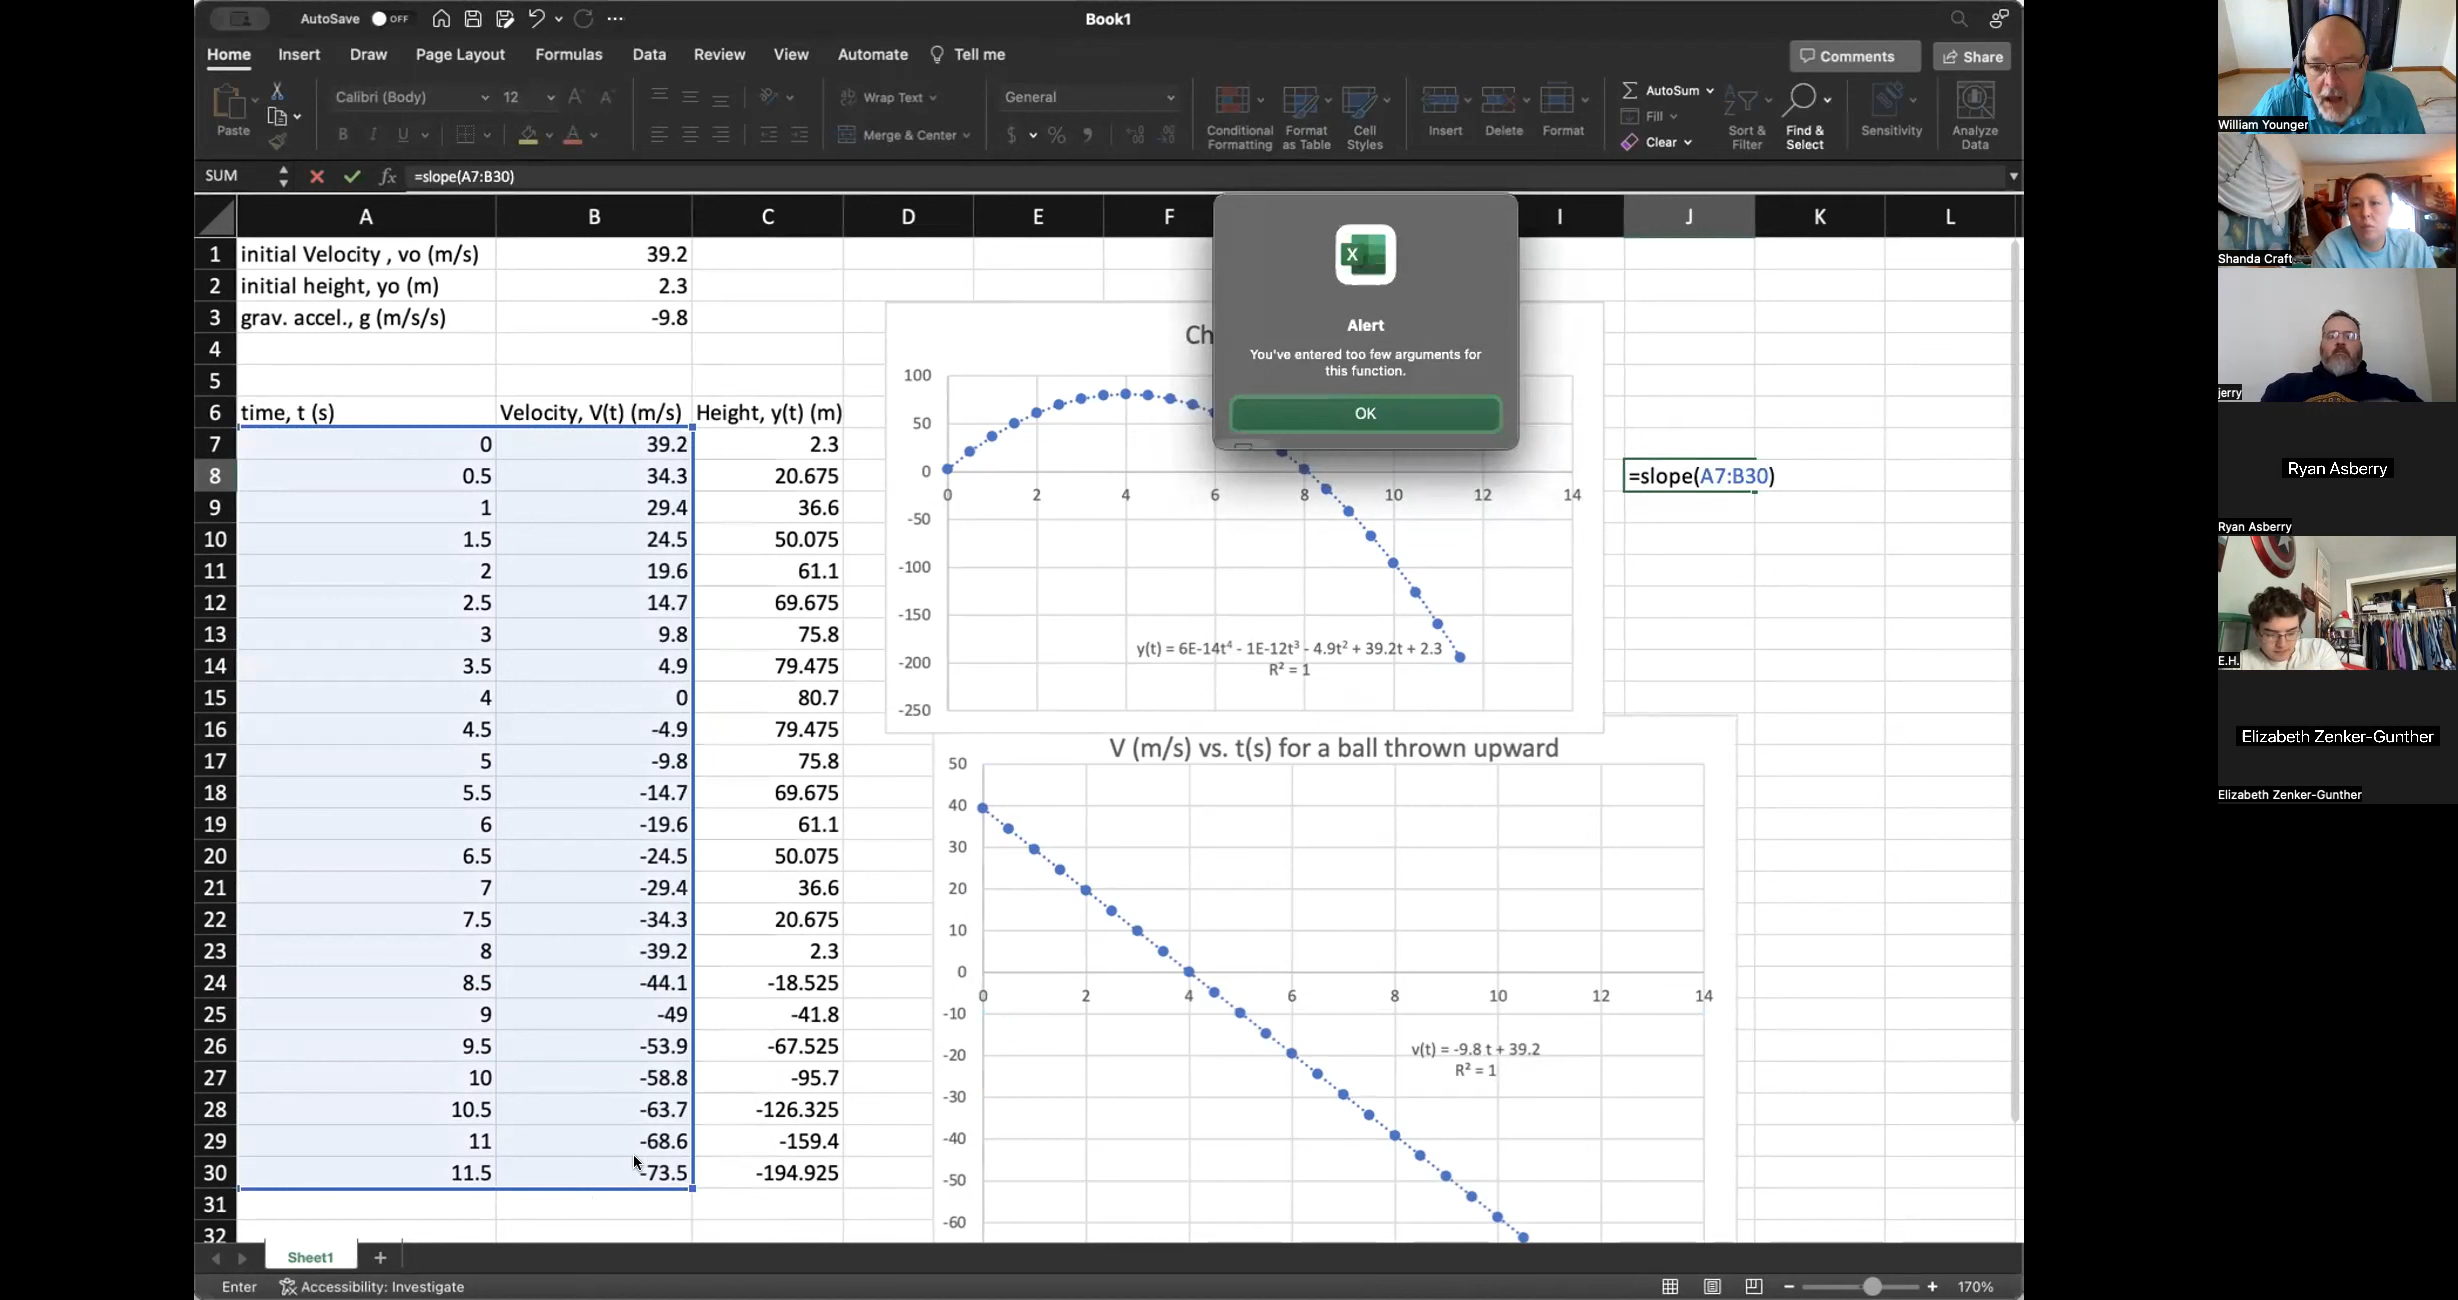 AutoSave OFF
Book1
Home Insert Draw Page Layout Formulas Data Review View Automate Tell me
Comments Share
Paste
Calibri (Body) 12
Wrap Text
Merge & Center
General
Conditional Formatting
Format as Table
Cell Styles
Insert Delete Format
AutoSum
Fill
Clear
Sort & Filter
Find & Select
Sensitivity
Analyze Data
SUM fx =slope(A7:B30)
A B C D E F I J K L
1 initial Velocity , vo (m/s) 39.2
2 initial height, yo (m) 2.3
3 grav. accel., g (m/s/s) -9.8
4
5
6 time, t (s) Velocity, V(t) (m/s) Height, y(t) (m)
7 0 39.2 2.3
8 0.5 34.3 20.675
9 1 29.4 36.6
10 1.5 24.5 50.075
11 2 19.6 61.1
12 2.5 14.7 69.675
13 3 9.8 75.8
14 3.5 4.9 79.475
15 4 0 80.7
16 4.5 -4.9 79.475
17 5 -9.8 75.8
18 5.5 -14.7 69.675
19 6 -19.6 61.1
20 6.5 -24.5 50.075
21 7 -29.4 36.6
22 7.5 -34.3 20.675
23 8 -39.2 2.3
24 8.5 -44.1 -18.525
25 9 -49 -41.8
26 9.5 -53.9 -67.525
27 10 -58.8 -95.7
28 10.5 -63.7 -126.325
29 11 -68.6 -159.4
30 11.5 -73.5 -194.925
31
32
Ch
100
50
0
-50
-100
-150
-200
-250
0 2 4 6 8 10 12 14
y(t) = 6E-14t⁴ - 1E-12t³ - 4.9t² + 39.2t + 2.3
R² = 1
X
Alert
You've entered too few arguments for
this function.
OK
=slope(A7:B30)
V (m/s) vs. t(s) for a ball thrown upward
50
40
30
20
10
0
-10
-20
-30
-40
-50
-60
0 2 4 6 8 10 12 14
v(t) = -9.8 t + 39.2
R² = 1
Sheet1
Enter Accessibility: Investigate
170%
William Younger
Shanda Craft
jerry
Ryan Asberry
Ryan Asberry
E.H.
Elizabeth Zenker-Gunther
Elizabeth Zenker-Gunther